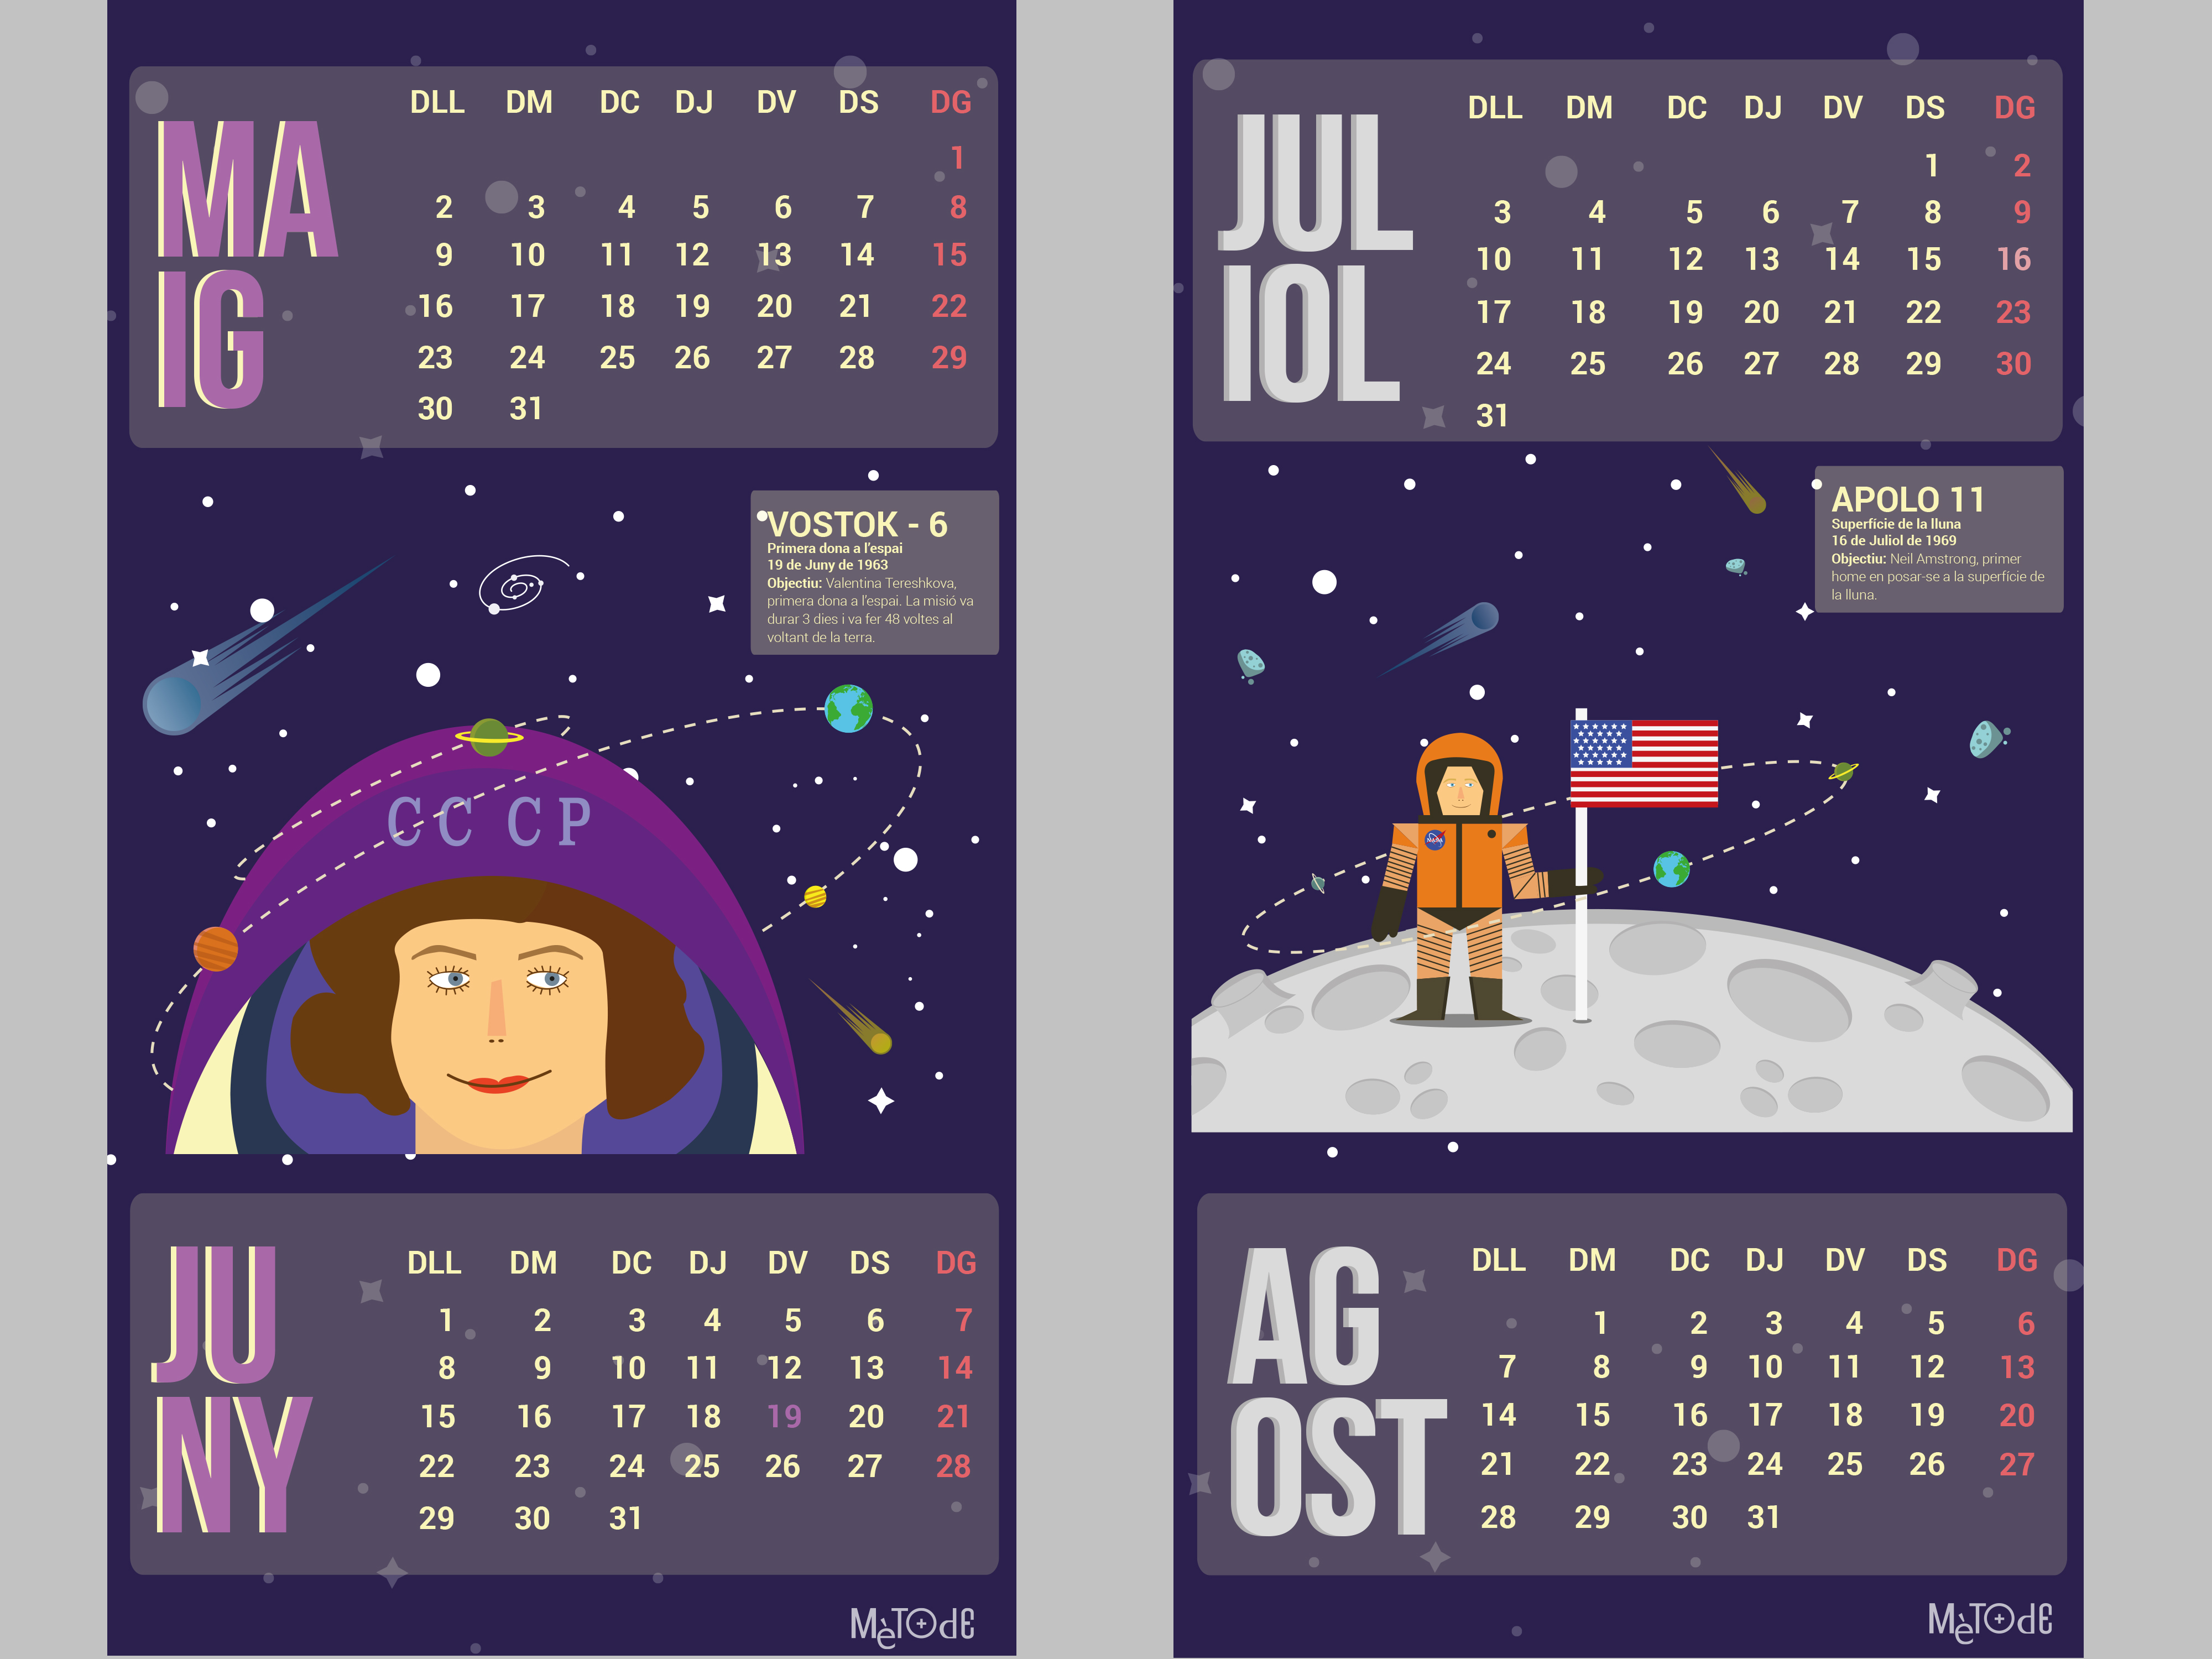 MA
IG
DLL DM DC DJ DV DS DG
1
2 3 4 5 6 7 8
9 10 11 12 13 14 15
16 17 18 19 20 21 22
23 24 25 26 27 28 29
30 31
VOSTOK - 6
Primera dona a l'espai
19 de Juny de 1963
Objectiu: Valentina Tereshkova,
primera dona a l'espai. La misió va
durar 3 dies i va fer 48 voltes al
voltant de la terra.
CC CP
JU
NY
DLL DM DC DJ DV DS DG
1 2 3 4 5 6 7
8 9 10 11 12 13 14
15 16 17 18 19 20 21
22 23 24 25 26 27 28
29 30 31
MèTOdE
JUL
IOL
DLL DM DC DJ DV DS DG
1 2
3 4 5 6 7 8 9
10 11 12 13 14 15 16
17 18 19 20 21 22 23
24 25 26 27 28 29 30
31
APOLO 11
Superfície de la lluna
16 de Juliol de 1969
Objectiu: Neil Amstrong, primer
home en posar-se a la superfície de
la lluna.
NASA
AG
OST
DLL DM DC DJ DV DS DG
1 2 3 4 5 6
7 8 9 10 11 12 13
14 15 16 17 18 19 20
21 22 23 24 25 26 27
28 29 30 31
MèTOdE